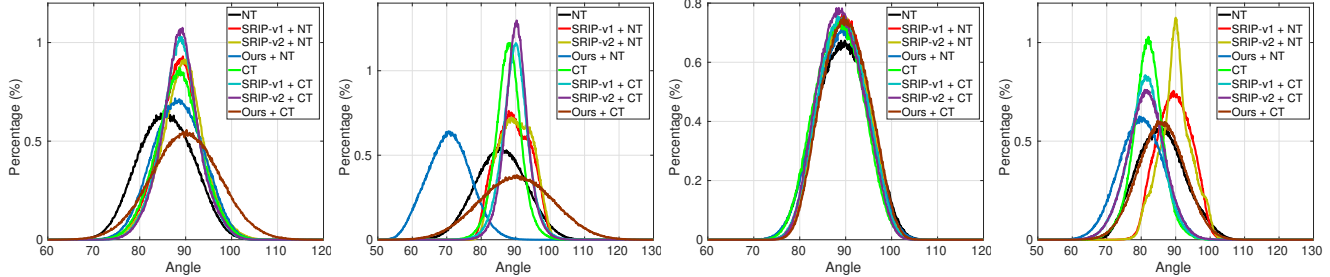 Percentage (%)
1
0.5
0
60
70
80
90
100
110
120
Angle
NT
SRIP-v1 + NT
SRIP-v2 + NT
Ours + NT
CT
SRIP-v1 + CT
SRIP-v2 + CT
Ours + CT
Percentage (%)
1
0.5
0
50
60
70
80
90
100
110
120
130
Angle
NT
SRIP-v1 + NT
SRIP-v2 + NT
Ours + NT
CT
SRIP-v1 + CT
SRIP-v2 + CT
Ours + CT
Percentage (%)
0.8
0.6
0.4
0.2
0
60
70
80
90
100
110
120
Angle
NT
SRIP-v1 + NT
SRIP-v2 + NT
Ours + NT
CT
SRIP-v1 + CT
SRIP-v2 + CT
Ours + CT
Percentage (%)
1
0.5
0
50
60
70
80
90
100
110
120
130
Angle
NT
SRIP-v1 + NT
SRIP-v2 + NT
Ours + NT
CT
SRIP-v1 + CT
SRIP-v2 + CT
Ours + CT